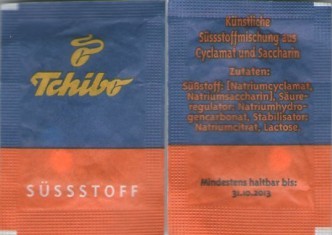 Tchibo
SÜSSSTOFF
Künstliche
Süssstoffmischung aus
Cyclamat und Saccharin
Zutaten:
Süßstoff: [Natriumcyclamat,
Natriumsaccharin], Säure-
regulator: Natriumhydro-
gencarbonat, Stabilisator:
Natriumcitrat, Lactose.
Mindestens haltbar bis:
31.10.2013